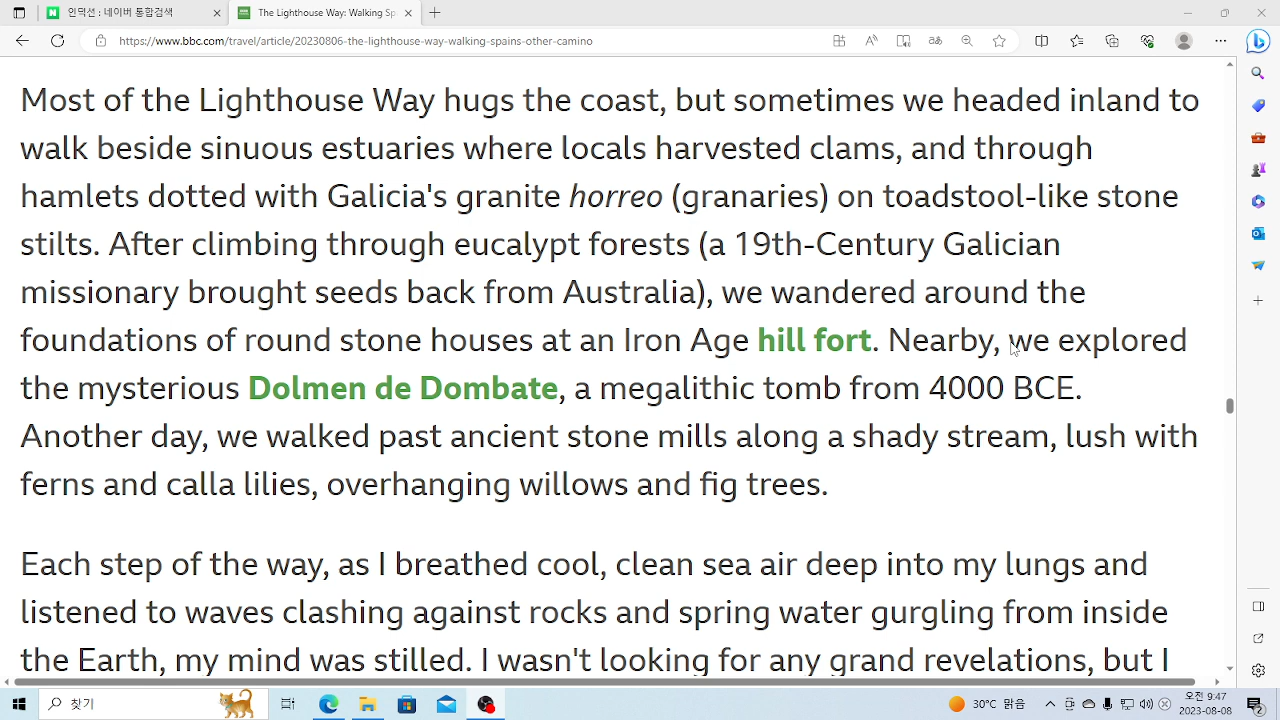 인덕션 : 네이버 통합검색
The Lighthouse Way: Walking Sp
https://www.bbc.com/travel/article/20230806-the-lighthouse-way-walking-spains-other-camino
Most of the Lighthouse Way hugs the coast, but sometimes we headed inland to
walk beside sinuous estuaries where locals harvested clams, and through
hamlets dotted with Galicia's granite horreo (granaries) on toadstool-like stone
stilts. After climbing through eucalypt forests (a 19th-Century Galician
missionary brought seeds back from Australia), we wandered around the
foundations of round stone houses at an Iron Age hill fort. Nearby, we explored
the mysterious Dolmen de Dombate, a megalithic tomb from 4000 BCE.
Another day, we walked past ancient stone mills along a shady stream, lush with
ferns and calla lilies, overhanging willows and fig trees.
Each step of the way, as I breathed cool, clean sea air deep into my lungs and
listened to waves clashing against rocks and spring water gurgling from inside
the Earth, my mind was stilled. I wasn't looking for any grand revelations, but I
찾기
30°C 맑음
오전 9:47
2023-08-08
2